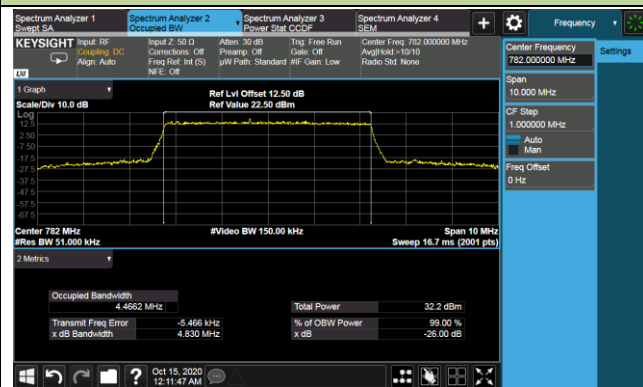 Spectrum Analyzer 1
Swept SA
Spectrum Analyzer 2
Occupied BW
Spectrum Analyzer 3
Power Stat CCDF
Spectrum Analyzer 4
SEM
Frequency
KEYSIGHT
Input: RF
Coupling: DC
Align: Auto
Input Z: 50 Ω
Corrections: Off
Freq Ref: Int (S)
NFE: Off
Atten: 30 dB
Preamp: Off
µW Path: Standard
Trig: Free Run
Gate: Off
#IF Gain: Low
Center Freq: 782.000000 MHz
Avg|Hold:>10/10
Radio Std: None
LXI
Center Frequency
782.000000 MHz
Settings
Span
10.000 MHz
CF Step
1.000000 MHz
Auto
Man
Freq Offset
0 Hz
1 Graph
Scale/Div 10.0 dB
Ref Lvl Offset 12.50 dB
Ref Value 22.50 dBm
Log
12.5
2.50
-7.50
-17.5
-27.5
-37.5
-47.5
-57.5
-67.5
Center 782 MHz
#Res BW 51.000 kHz
#Video BW 150.00 kHz
Span 10 MHz
Sweep 16.7 ms (2001 pts)
2 Metrics
Occupied Bandwidth
4.4662 MHz
Total Power
32.2 dBm
Transmit Freq Error
-5.466 kHz
% of OBW Power
99.00 %
x dB Bandwidth
4.830 MHz
x dB
-26.00 dB
Oct 15, 2020
12:11:47 AM